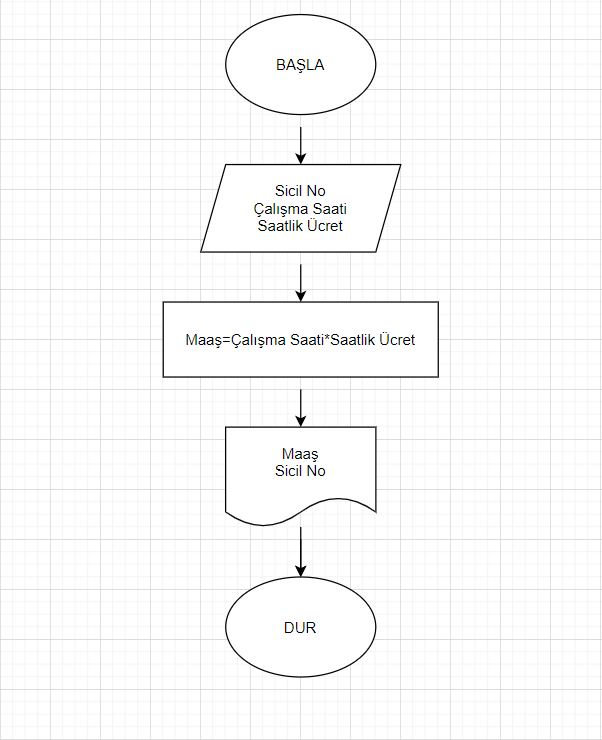 BAŞLA
Sicil No
Çalışma Saati
Saatlik Ücret
Maaş=Çalışma Saati*Saatlik Ücret
Maaş
Sicil No
DUR